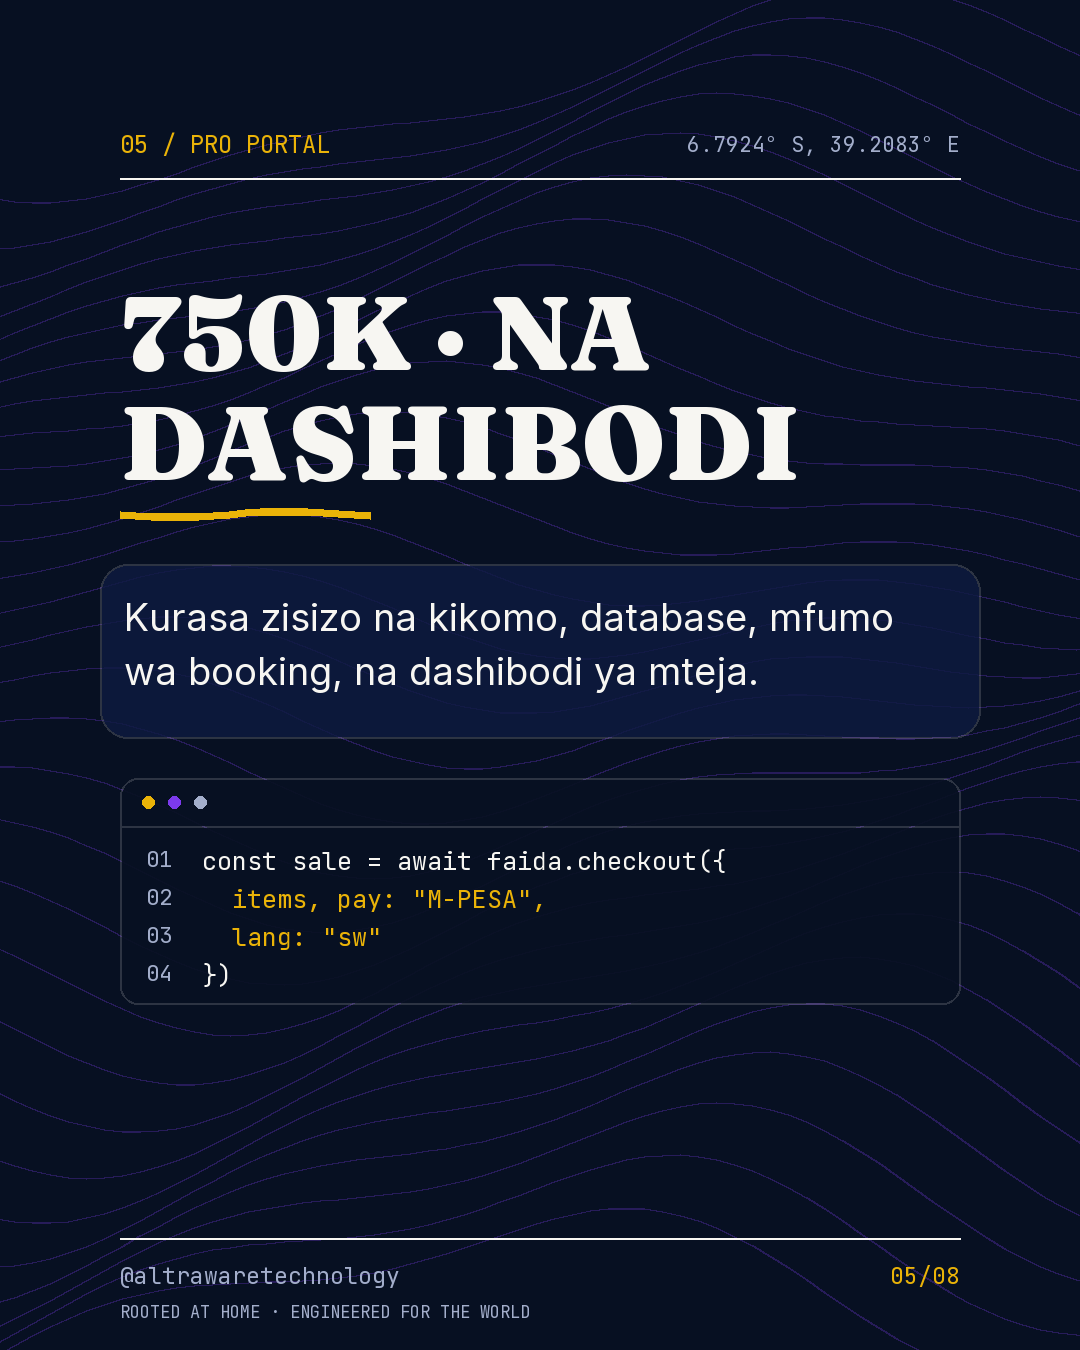 05 / PRO PORTAL
6.7924° S, 39.2083° E
750K · NA
DASHIBODI
Kurasa zisizo na kikomo, database, mfumo
wa booking, na dashibodi ya mteja.
01 const sale = await faida.checkout({
02 items, pay: "M-PESA",
03 lang: "sw"
04 })
@altrawaretechnology
05/08
ROOTED AT HOME · ENGINEERED FOR THE WORLD